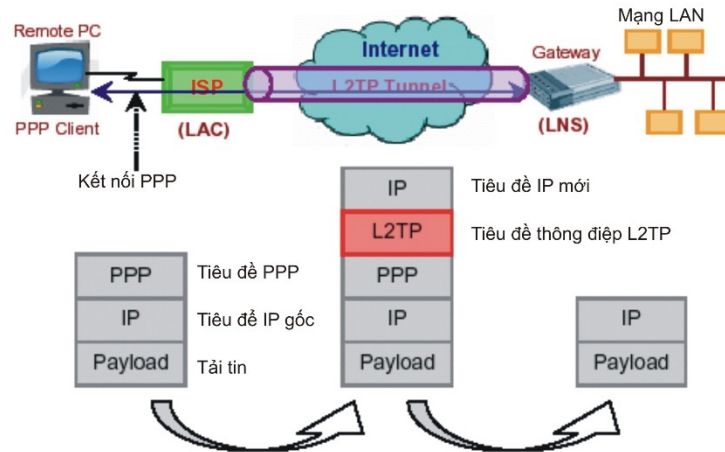 Remote PC
PPP Client
ISP
(LAC)
Internet
L2TP Tunnel
Gateway
(LNS)
Mạng LAN
Kết nối PPP
IP
Tiêu đề IP mới
L2TP
Tiêu đề thông điệp L2TP
PPP
Tiêu đề PPP
PPP
IP
Tiêu để IP gốc
IP
IP
Payload
Tải tin
Payload
Payload